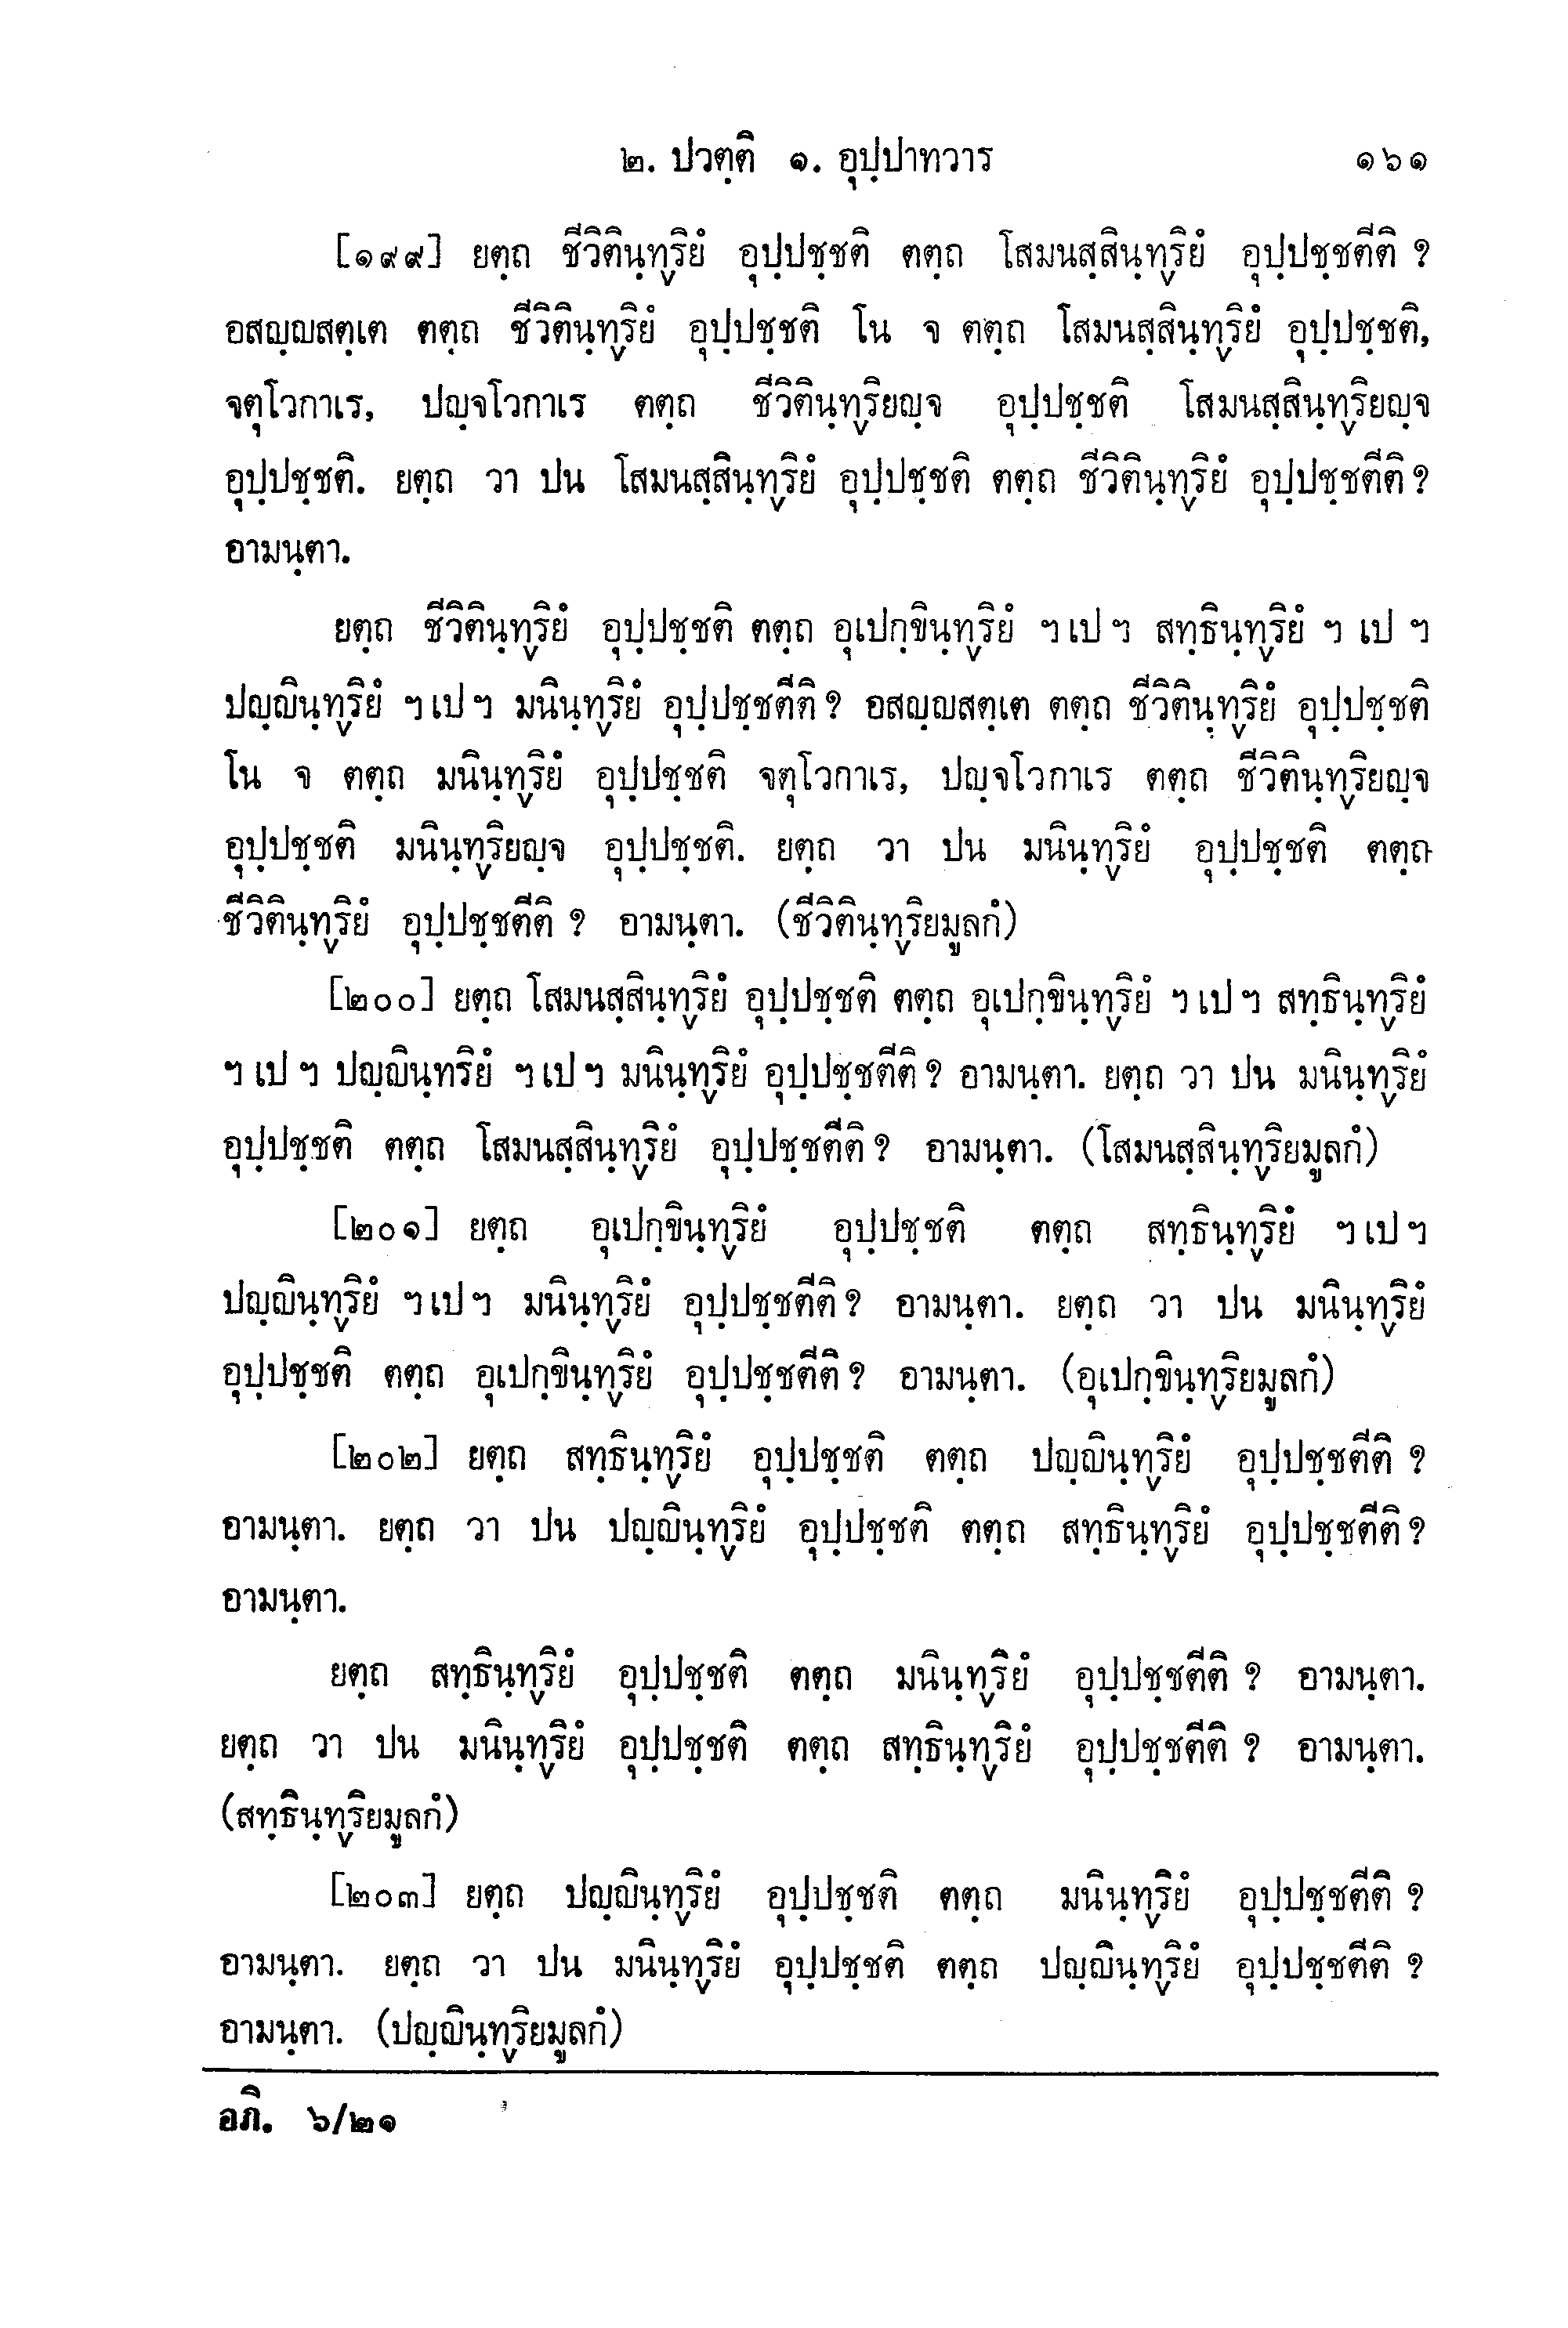 ๒. ปวตฺติ ๑. อุปฺปาทวาร ๑๖๑
[๑๙๙] ยตฺถ ชีวิตินฺทฺริยํ อุปฺปชฺชติ ตตฺถ โสมนสฺสินฺทฺริยํ อุปฺปชฺชตีติ ?
อสญฺญสตฺเต ตตฺถ ชีวิตินฺทฺริยํ อุปฺปชฺชติ โน จ ตตฺถ โสมนสฺสินฺทฺริยํ อุปฺปชฺชติ,
จตุโวกาเร, ปญฺจโวกาเร ตตฺถ ชีวิตินฺทฺริยญฺจ อุปฺปชฺชติ โสมนสฺสินฺทฺริยญฺจ
อุปฺปชฺชติ. ยตฺถ วา ปน โสมนสฺสินฺทฺริยํ อุปฺปชฺชติ ตตฺถ ชีวิตินฺทฺริยํ อุปฺปชฺชตีติ ?
อามนฺตา.
ยตฺถ ชีวิตินฺทฺริยํ อุปฺปชฺชติ ตตฺถ อุเปกฺขินฺทฺริยํ ฯ เป ฯ สทฺธินฺทฺริยํ ฯ เป ฯ
ปญฺญินฺทฺริยํ ฯ เป ฯ มนินฺทฺริยํ อุปฺปชฺชตีติ ? อสญฺญสตฺเต ตตฺถ ชีวิตินฺทฺริยํ อุปฺปชฺชติ
โน จ ตตฺถ มนินฺทฺริยํ อุปฺปชฺชติ จตุโวกาเร, ปญฺจโวกาเร ตตฺถ ชีวิตินฺทฺริยญฺจ
อุปฺปชฺชติ มนินฺทฺริยญฺจ อุปฺปชฺชติ. ยตฺถ วา ปน มนินฺทฺริยํ อุปฺปชฺชติ ตตฺถ
ชีวิตินฺทฺริยํ อุปฺปชฺชตีติ ? อามนฺตา. (ชีวิตินฺทฺริยมูลกํ)
[๒๐๐] ยตฺถ โสมนสฺสินฺทฺริยํ อุปฺปชฺชติ ตตฺถ อุเปกฺขินฺทฺริยํ ฯ เป ฯ สทฺธินฺทฺริยํ
ฯ เป ฯ ปญฺญินฺทริยํ ฯ เป ฯ มนินฺทฺริยํ อุปฺปชฺชตีติ ? อามนฺตา. ยตฺถ วา ปน มนินฺทฺริยํ
อุปฺปชฺชติ ตตฺถ โสมนสฺสินฺทฺริยํ อุปฺปชฺชตีติ ? อามนฺตา. (โสมนสฺสินฺทฺริยมูลกํ)
[๒๐๑] ยตฺถ อุเปกฺขินฺทฺริยํ อุปฺปชฺชติ ตตฺถ สทฺธินฺทฺริยํ ฯ เป ฯ
ปญฺญินฺทฺริยํ ฯ เป ฯ มนินฺทฺริยํ อุปฺปชฺชตีติ ? อามนฺตา. ยตฺถ วา ปน มนินฺทฺริยํ
อุปฺปชฺชติ ตตฺถ อุเปกฺขินฺทฺริยํ อุปฺปชฺชตีติ ? อามนฺตา. (อุเปกฺขินฺทฺริยมูลกํ)
[๒๐๒] ยตฺถ สทฺธินฺทฺริยํ อุปฺปชฺชติ ตตฺถ ปญฺญินฺทฺริยํ อุปฺปชฺชตีติ ?
อามนฺตา. ยตฺถ วา ปน ปญฺญินฺทฺริยํ อุปฺปชฺชติ ตตฺถ สทฺธินฺทฺริยํ อุปฺปชฺชตีติ ?
อามนฺตา.
ยตฺถ สทฺธินฺทฺริยํ อุปฺปชฺชติ ตตฺถ มนินฺทฺริยํ อุปฺปชฺชตีติ ? อามนฺตา.
ยตฺถ วา ปน มนินฺทฺริยํ อุปฺปชฺชติ ตตฺถ สทฺธินฺทฺริยํ อุปฺปชฺชตีติ ? อามนฺตา.
(สทฺธินฺทฺริยมูลกํ)
[๒๐๓] ยตฺถ ปญฺญินฺทฺริยํ อุปฺปชฺชติ ตตฺถ มนินฺทฺริยํ อุปฺปชฺชตีติ ?
อามนฺตา. ยตฺถ วา ปน มนินฺทฺริยํ อุปฺปชฺชติ ตตฺถ ปญฺญินฺทฺริยํ อุปฺปชฺชตีติ ?
อามนฺตา. (ปญฺญินฺทฺริยมูลกํ)
อภิ. ๖/๒๑